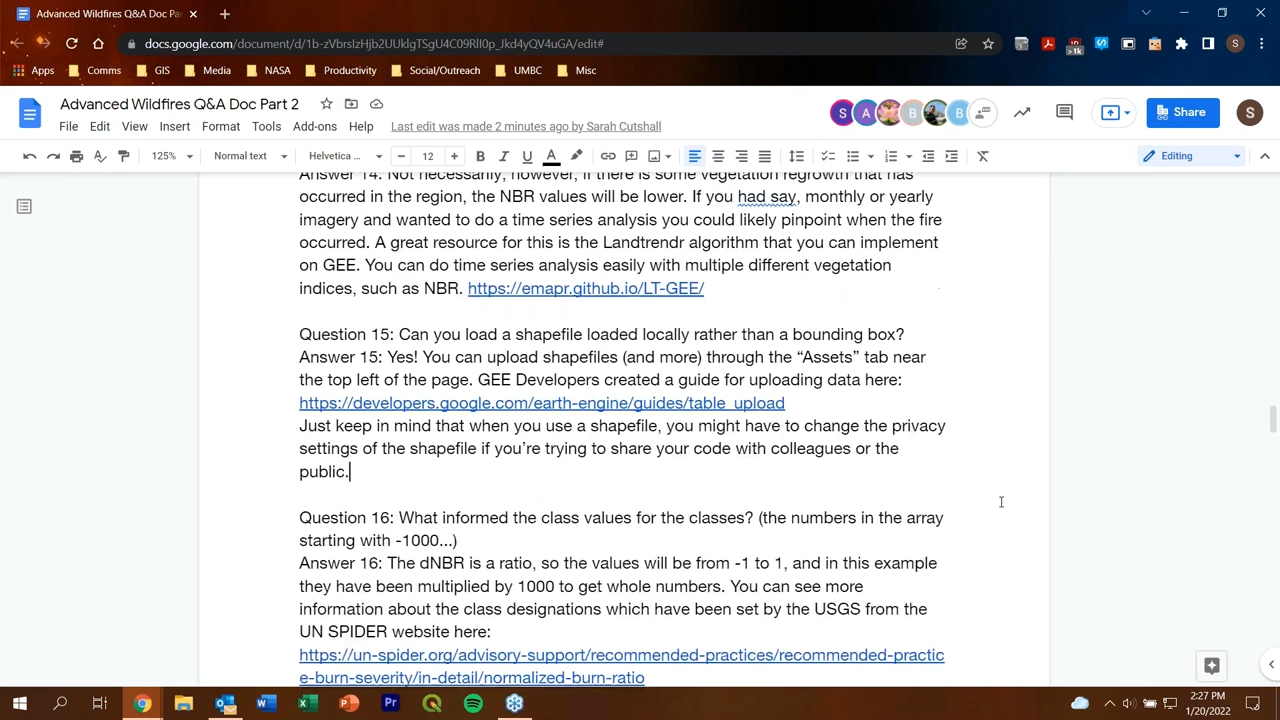 Advanced Wildfires Q&A Doc Pa
docs.google.com/document/d/1b-zVbrsIzHjb2UUklgTSgU4C09RlI0p_Jkd4yQV4uGA/edit#
>1k
S
Apps Comms GIS Media NASA Productivity Social/Outreach UMBC Misc
Advanced Wildfires Q&A Doc Part 2
S A B B
Share
S
File Edit View Insert Format Tools Add-ons Help Last edit was made 2 minutes ago by Sarah Cutshall
125% Normal text Helvetica ... 12 B I U A Editing
Answer 14: Not necessarily, however, if there is some vegetation regrowth that has
occurred in the region, the NBR values will be lower. If you had say, monthly or yearly
imagery and wanted to do a time series analysis you could likely pinpoint when the fire
occurred. A great resource for this is the Landtrendr algorithm that you can implement
on GEE. You can do time series analysis easily with multiple different vegetation
indices, such as NBR. https://emapr.github.io/LT-GEE/
Question 15: Can you load a shapefile loaded locally rather than a bounding box?
Answer 15: Yes! You can upload shapefiles (and more) through the “Assets” tab near
the top left of the page. GEE Developers created a guide for uploading data here:
https://developers.google.com/earth-engine/guides/table_upload
Just keep in mind that when you use a shapefile, you might have to change the privacy
settings of the shapefile if you’re trying to share your code with colleagues or the
public.
Question 16: What informed the class values for the classes? (the numbers in the array
starting with -1000...)
Answer 16: The dNBR is a ratio, so the values will be from -1 to 1, and in this example
they have been multiplied by 1000 to get whole numbers. You can see more
information about the class designations which have been set by the USGS from the
UN SPIDER website here:
https://un-spider.org/advisory-support/recommended-practices/recommended-practic
e-burn-severity/in-detail/normalized-burn-ratio
2:27 PM
1/20/2022